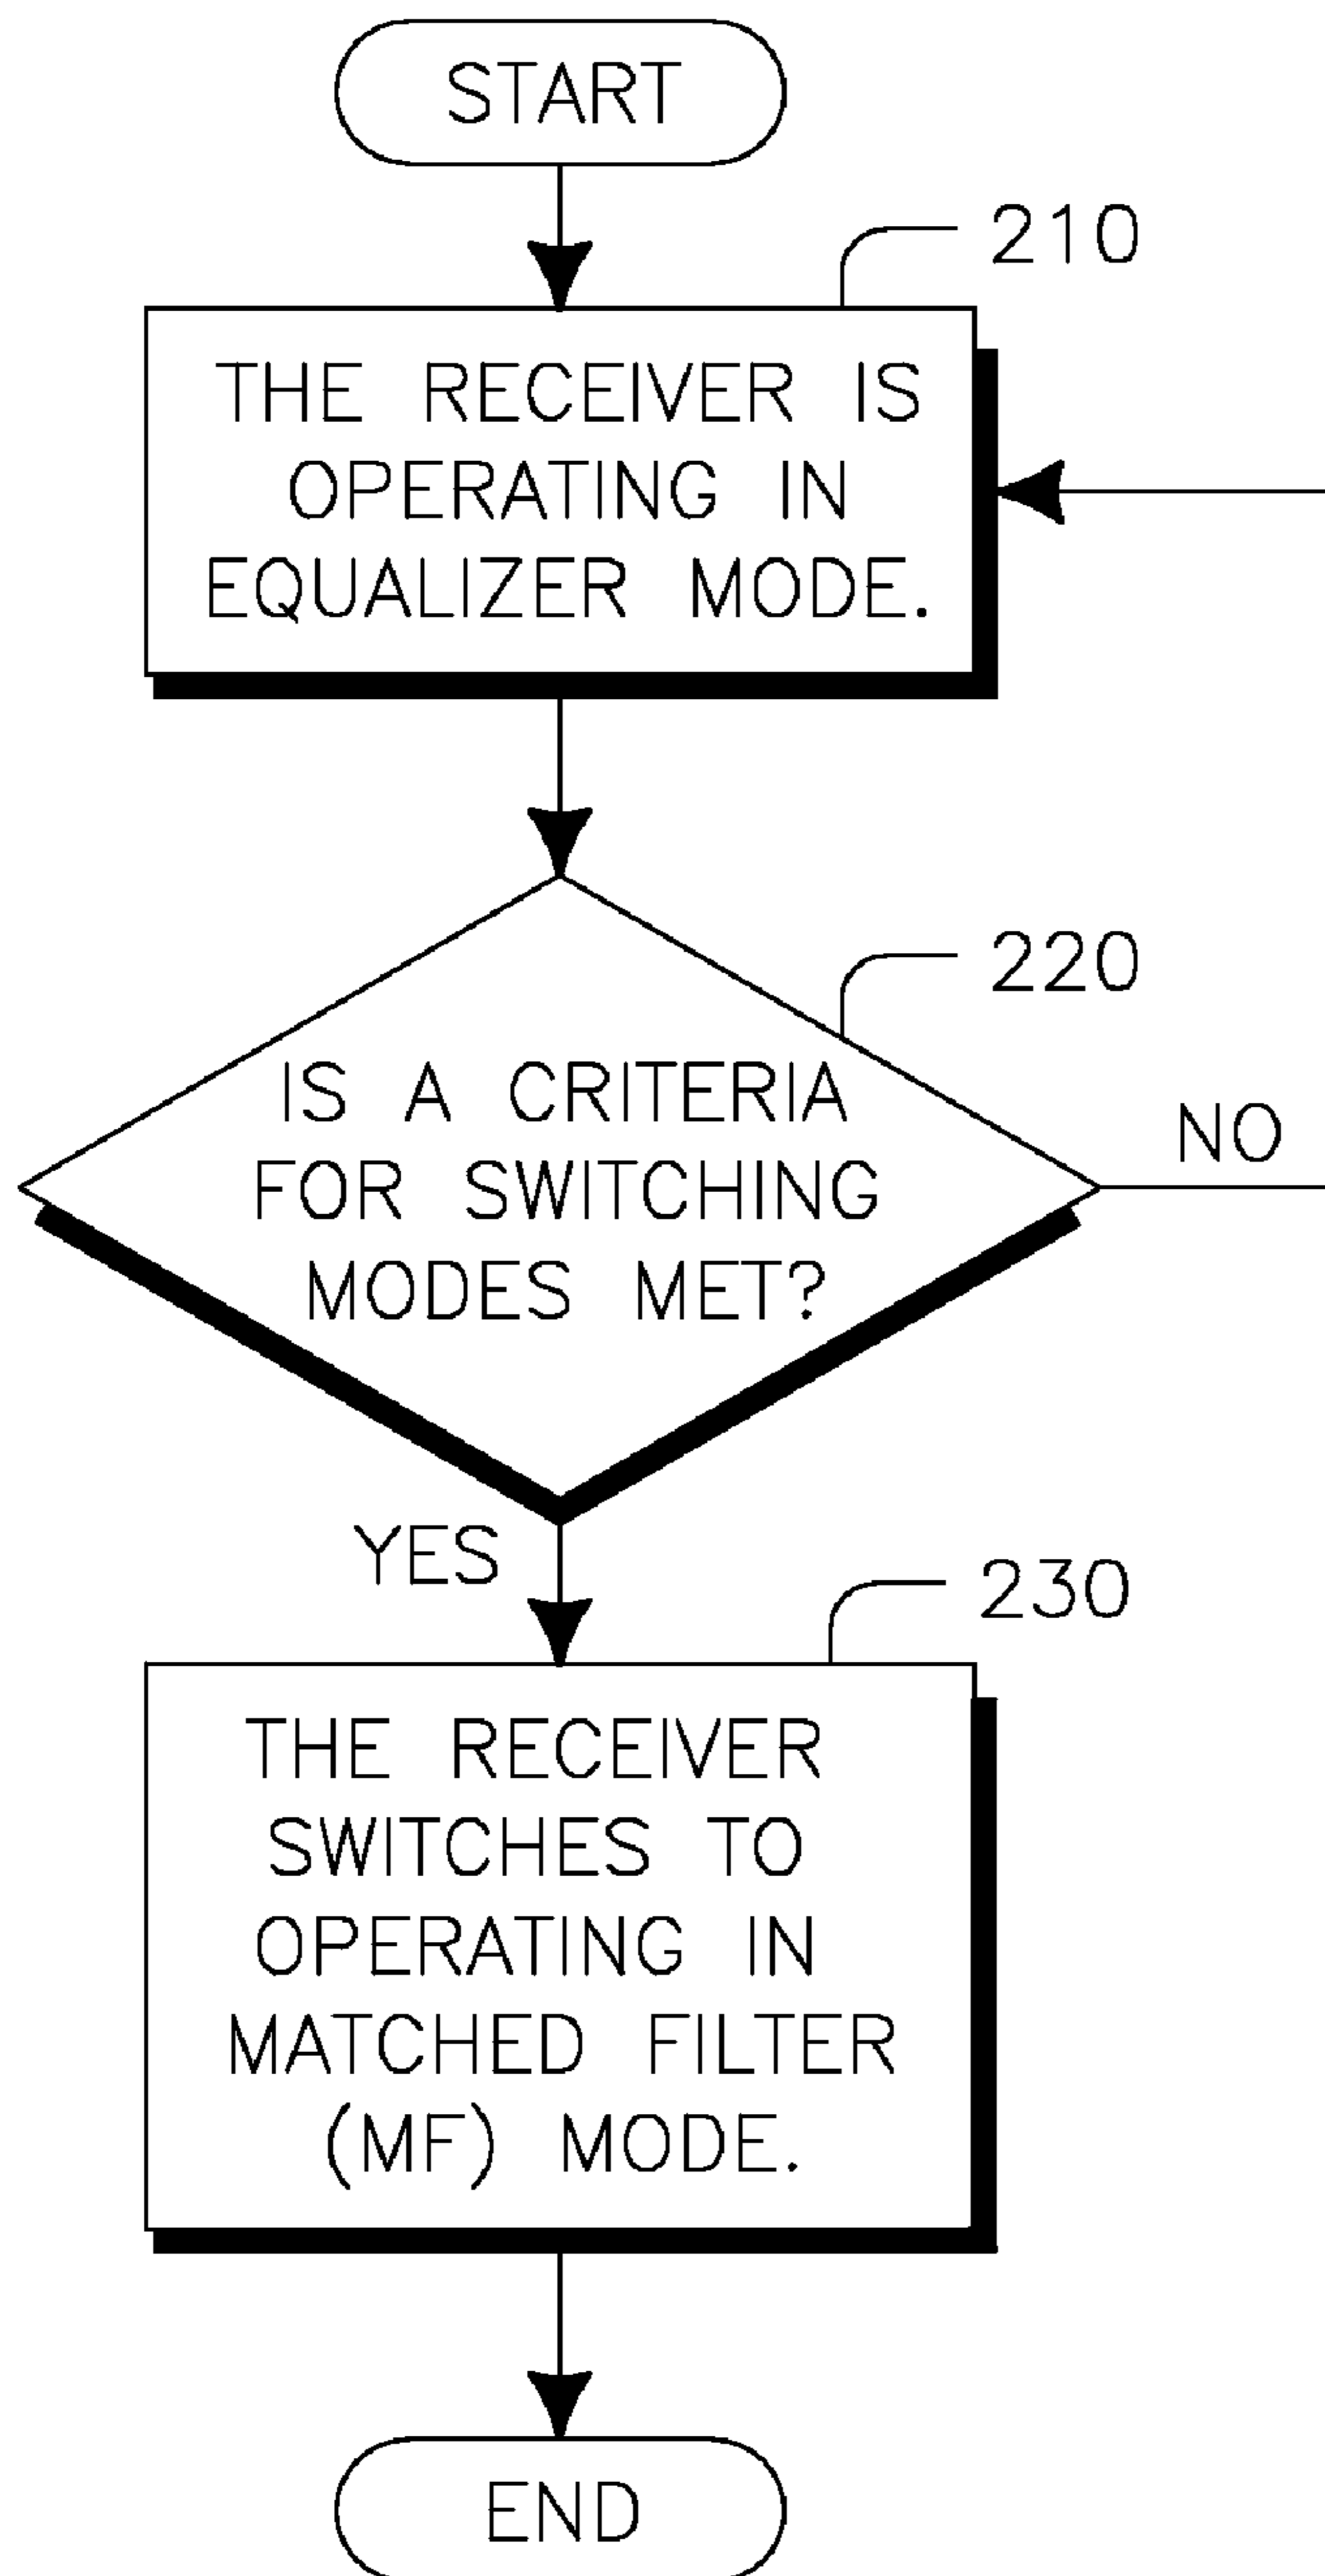 START
210
THE RECEIVER IS
OPERATING IN
EQUALIZER MODE.
220
IS A CRITERIA
FOR SWITCHING
MODES MET?
NO
YES
230
THE RECEIVER
SWITCHES TO
OPERATING IN
MATCHED FILTER
(MF) MODE.
END